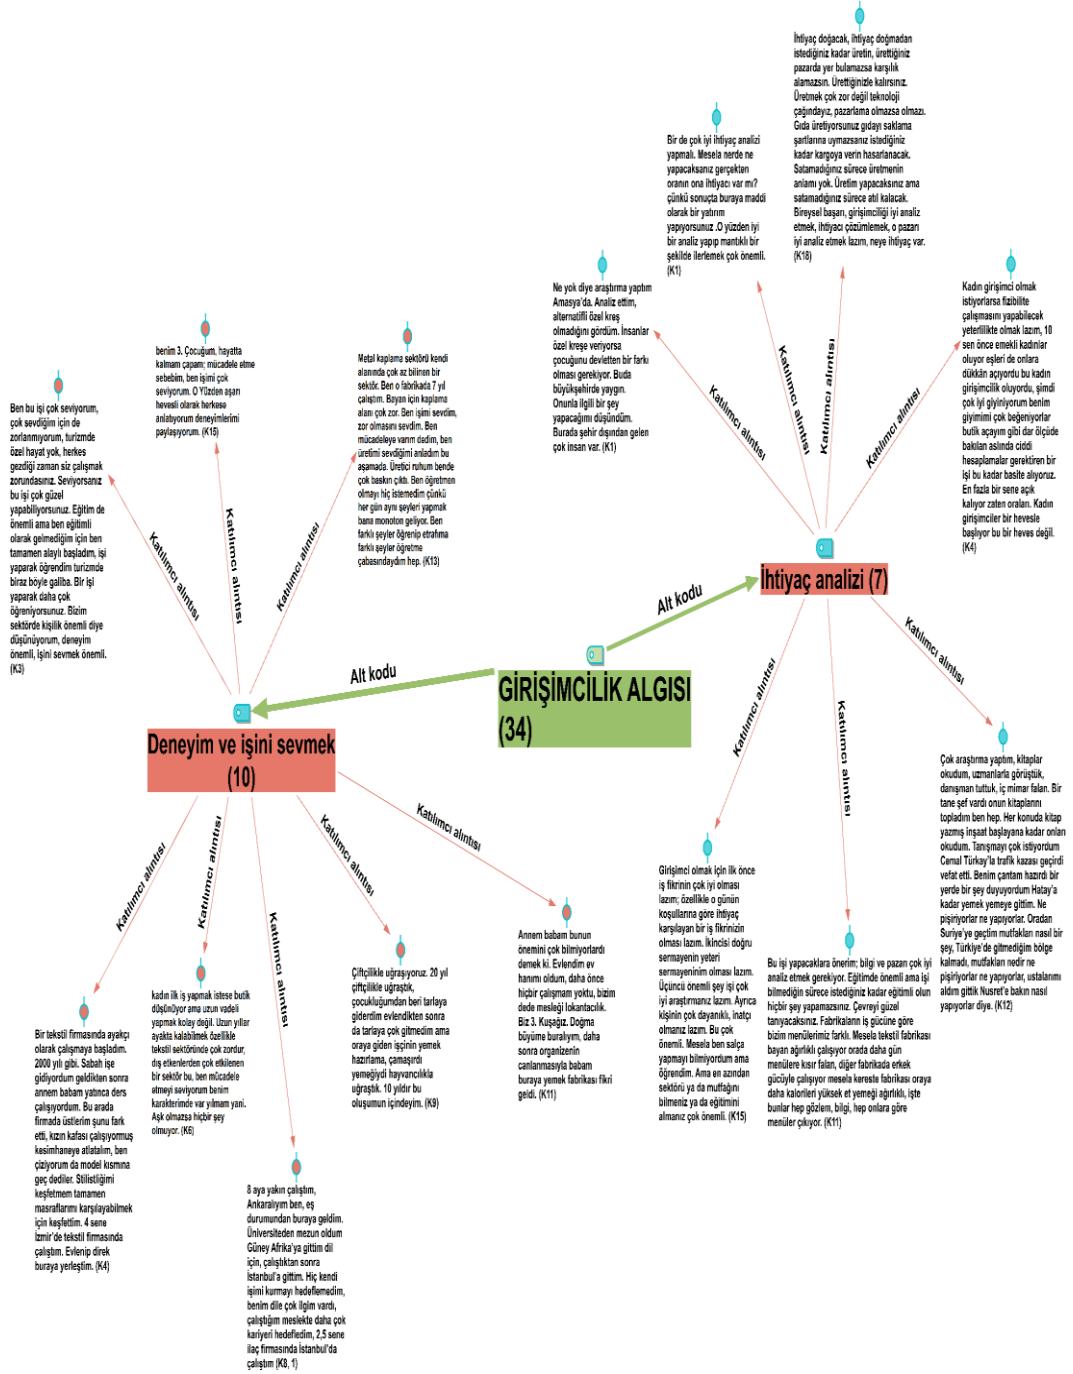 İhtiyaç doğacak, ihtiyaç doğmadan
istediğiniz kadar üretin, ürettiğiniz
pazarda yer bulamazsa karşılık
alamazsın. Ürettiğinizle kalırsınız.
Üretmek çok zor değil teknoloji
çağındayız, pazarlama olmazsa olmazı.
Gıda üretiyorsunuz gıdayı saklama
şartlarına uymazsanız istediğiniz
kadar kargoya verin hasarlanacak.
Satamadığınız sürece üretmenin
anlamı yok. Üretim yapacaksınız ama
satamadığınız sürece atıl kalacak.
Bireysel başarı, girişimciliği iyi analiz
etmek, ihtiyacı çözümlemek, o pazarı
iyi analiz etmek lazım, neye ihtiyaç var.
(K18)
Bir de çok iyi ihtiyaç analizi
yapmalı. Mesela nerde ne
yapacaksanız gerçekten
oranın ona ihtiyacı var mı?
çünkü sonuçta buraya maddi
olarak bir yatırım
yapıyorsunuz .O yüzden iyi
bir analiz yapıp mantıklı bir
şekilde ilerlemek çok önemli.
(K1)
Ne yok diye araştırma yaptım
Amasya'da. Analiz ettim,
alternatifli özel kreş
olmadığını gördüm. İnsanlar
özel kreşe veriyorsa
çocuğunu devletten bir farkı
olması gerekiyor. Buda
büyükşehirde yaygın.
Onunla ilgili bir şey
yapacağımı düşündüm.
Burada şehir dışından gelen
çok insan var. (K1)
Kadın girişimci olmak
istiyorlarsa fizibilite
çalışmasını yapabilecek
yeterlilikte olmak lazım, 10
sen önce emekli kadınlar
oluyor eşleri de onlara
dükkân açıyordu bu kadın
girişimcilik oluyordu, şimdi
çok iyi giyiniyorum benim
giyimimi çok beğeniyorlar
butik açayım gibi dar ölçüde
bakılan aslında ciddi
hesaplamalar gerektiren bir
işi bu kadar basite alıyoruz.
En fazla bir sene açık
kalıyor zaten oraları. Kadın
girişimciler bir hevesle
başlıyor bu bir heves değil.
(K4)
benim 3. Çocuğum, hayatta
kalmam çapam; mücadele etme
sebebim, ben işimi çok
seviyorum. O Yüzden aşarı
hevesli olarak herkese
anlatıyorum deneyimlerimi
paylaşıyorum. (K15)
Metal kaplama sektörü kendi
alanında çok az bilinen bir
sektör. Ben o fabrikada 7 yıl
çalıştım. Bayan için kaplama
alanı çok zor. Ben işimi sevdim,
zor olmasını sevdim. Ben
mücadeleye varım dedim, ben
üretimi sevdiğimi anladım bu
aşamada. Üretici ruhum bende
çok baskın çıktı. Ben öğretmen
olmayı hiç istemedim çünkü
her gün aynı şeyleri yapmak
bana monoton geliyor. Ben
farklı şeyler öğrenip etrafıma
farklı şeyler öğretme
çabasındaydım hep. (K13)
Ben bu işi çok seviyorum,
çok sevdiğim için de
zorlanmıyorum, turizmde
özel hayat yok, herkes
gezdiği zaman siz çalışmak
zorundasınız. Seviyorsanız
bu işi çok güzel
yapabiliyorsunuz. Eğitim de
önemli ama ben eğitimli
olarak gelmediğim için ben
tamamen alaylı başladım, işi
yaparak öğrendim turizmde
biraz böyle galiba. Bir işi
yaparak daha çok
öğreniyorsunuz. Bizim
sektörde kişilik önemli diye
düşünüyorum, deneyim
önemli, işini sevmek önemli.
(K3)
Katılımcı alıntısı
Katılımcı alıntısı
Katılımcı alıntısı
Katılımcı alıntısı
Katılımcı alıntısı
Katılımcı alıntısı
Katılımcı alıntısı
İhtiyaç analizi (7)
Alt kodu
GİRİŞİMCİLİK ALGISI
(34)
Alt kodu
Deneyim ve işini sevmek
(10)
Katılımcı alıntısı
Katılımcı alıntısı
Katılımcı alıntısı
Katılımcı alıntısı
Katılımcı alıntısı
Katılımcı alıntısı
Katılımcı alıntısı
Katılımcı alıntısı
Çok araştırma yaptım, kitaplar
okudum, uzmanlarla görüştük,
danışman tuttuk, iç mimar falan. Bir
tane şef vardı onun kitaplarını
topladım ben hep. Her konuda kitap
yazmış inşaat başlayana kadar onları
okudum. Tanışmayı çok istiyordum
Cemal Türkay'la trafik kazası geçirdi
vefat etti. Benim çantam hazırdı bir
yerde bir şey duyuyordum Hatay'a
kadar yemek yemeye gittim. Ne
pişiriyorlar ne yapıyorlar. Oradan
Suriye'ye geçtim mutfakları nasıl bir
şey, Türkiye'de gitmediğim bölge
kalmadı, mutfakları nedir ne
pişiriyorlar ne yapıyorlar, ustalarımı
aldım gittik Nusret'e bakın nasıl
yapıyorlar diye. (K12)
Girişimci olmak için ilk önce
iş fikrinin çok iyi olması
lazım; özellikle o günün
koşullarına göre ihtiyaç
karşılayan bir iş fikrinizin
olması lazım. İkincisi doğru
sermayenin yeteri
sermayeninim olması lazım.
Üçüncü önemli şey işi çok
iyi araştırmanız lazım. Ayrıca
kişinin çok dayanıklı, inatçı
olmanız lazım. Bu çok
önemli. Mesela ben salça
yapmayı bilmiyordum ama
öğrendim. Ama en azından
sektörü ya da mutfağını
bilmeniz ya da eğitimini
almanız çok önemli. (K15)
Bu işi yapacaklara önerim; bilgi ve pazarı çok iyi
analiz etmek gerekiyor. Eğitimde önemli ama işi
bilmediğin sürece istediğiniz kadar eğitimli olun
hiçbir şey yapamazsınız. Çevreyi güzel
tanıyacaksınız. Fabrikaların iş gücüne göre
bizim menülerimiz farklı. Mesela tekstil fabrikası
bayan ağırlıklı çalışıyor orada daha gün
menülere kısır falan, diğer fabrikada erkek
gücüyle çalışıyor mesela kereste fabrikası oraya
daha kalorileri yüksek et yemeği ağırlıklı, işte
bunlar hep gözlem, bilgi, hep onlara göre
menüler çıkıyor. (K11)
Annem babam bunun
önemini çok bilmiyorlardı
demek ki. Evlendim ev
hanımı oldum, daha önce
hiçbir çalışmam yoktu, bizim
dede mesleği lokantacılık.
Biz 3. Kuşağız. Doğma
büyüme buralıyım, daha
sonra organizenin
canlanmasıyla babam
buraya yemek fabrikası fikri
geldi. (K11)
Çiftçilikle uğraşıyoruz. 20 yıl
çiftçilikle uğraştık,
çocukluğumdan beri tarlaya
giderdim evlendikten sonra
da tarlaya çok gitmedim ama
oraya giden işçinin yemek
hazırlama, çamaşırdı
yemeğiydi hayvancılıkla
uğraştık. 10 yıldır bu
oluşumun içindeyim. (K9)
kadın ilk iş yapmak istese butik
düşünüyor ama uzun vadeli
yapmak kolay değil. Uzun yıllar
ayakta kalabilmek özellikle
tekstil sektöründe çok zordur,
dış etkenlerden çok etkilenen
bir sektör bu, ben mücadele
etmeyi seviyorum benim
karakterimde var yılmam yani.
Aşk olmazsa hiçbir şey
olmuyor. (K6)
Bir tekstil firmasında ayakçı
olarak çalışmaya başladım.
2000 yılı gibi. Sabah işe
gidiyordum geldikten sonra
annem babam yatınca ders
çalışıyordum. Bu arada
firmada üstlerim şunu fark
etti, kızın kafası çalışıyormuş
kesimhaneye atlatalım, ben
çiziyorum da model kısmına
geç dediler. Stilistliğimi
keşfetmem tamamen
masraflarımı karşılayabilmek
için keşfettim. 4 sene
İzmir'de tekstil firmasında
çalıştım. Evlenip direk
buraya yerleştim. (K4)
8 aya yakın çalıştım,
Ankaralıyım ben, eş
durumundan buraya geldim.
Üniversiteden mezun oldum
Güney Afrika'ya gittim dil
için, çalıştıktan sonra
İstanbul'a gittim. Hiç kendi
işimi kurmayı hedeflemedim,
benim dile çok ilgim vardı,
çalıştığım meslekte daha çok
kariyeri hedefledim, 2,5 sene
ilaç firmasında İstanbul'da
çalıştım (K8, 1)